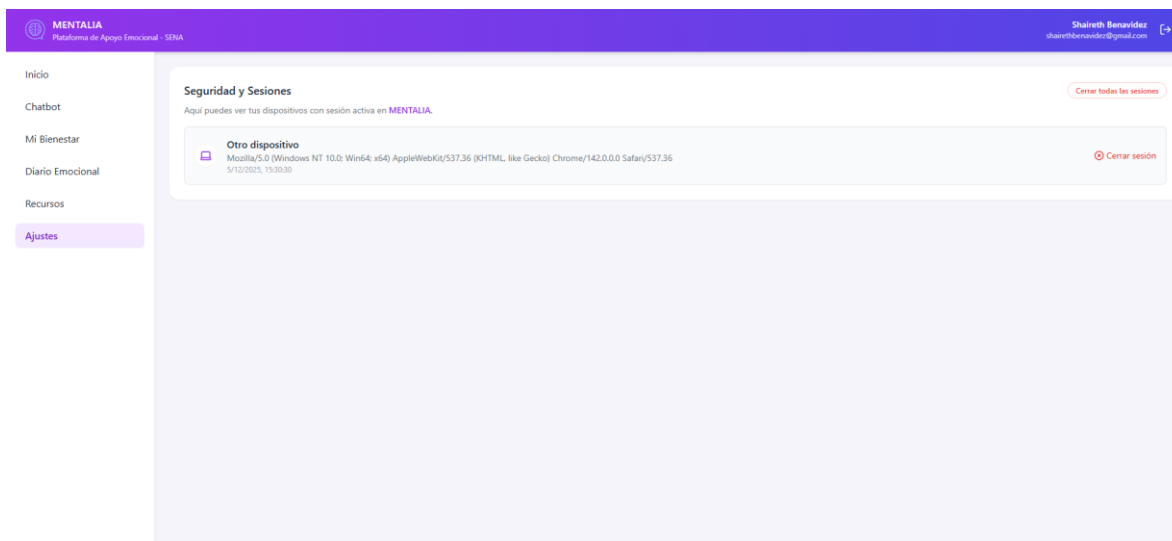 MENTALIA
Plataforma de Apoyo Emocional - SENA
Shaireth Benavidez
shairethbenavidez@gmail.com
Inicio
Chatbot
Mi Bienestar
Diario Emocional
Recursos
Ajustes
Seguridad y Sesiones
Cerrar todas las sesiones
Aquí puedes ver tus dispositivos con sesión activa en MENTALIA.
Otro dispositivo
Mozilla/5.0 (Windows NT 10.0; Win64; x64) AppleWebKit/537.36 (KHTML, like Gecko) Chrome/142.0.0.0 Safari/537.36
5/12/2025, 15:30:30
Cerrar sesión